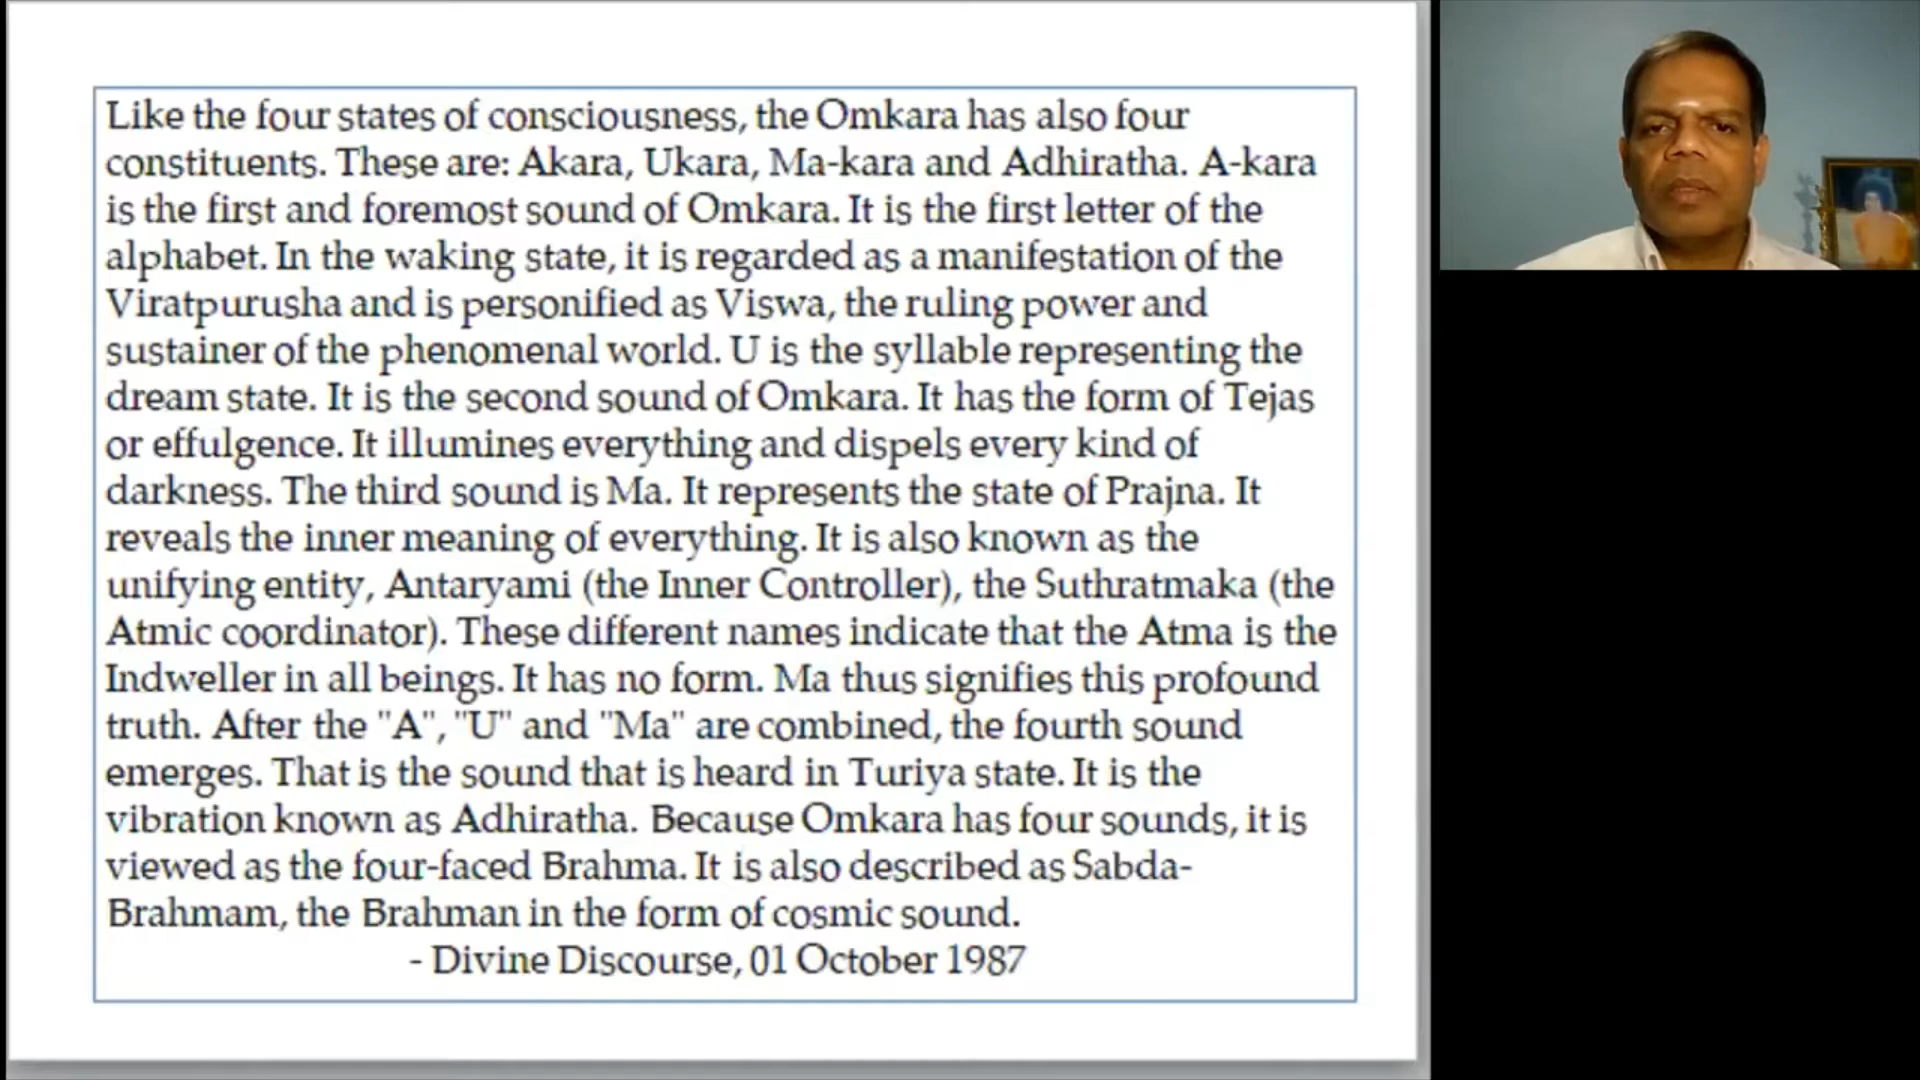 Like the four states of consciousness, the Omkara has also four
constituents. These are: Akara, Ukara, Ma-kara and Adhiratha. A-kara
is the first and foremost sound of Omkara. It is the first letter of the
alphabet. In the waking state, it is regarded as a manifestation of the
Viratpurusha and is personified as Viswa, the ruling power and
sustainer of the phenomenal world. U is the syllable representing the
dream state. It is the second sound of Omkara. It has the form of Tejas
or effulgence. It illumines everything and dispels every kind of
darkness. The third sound is Ma. It represents the state of Prajna. It
reveals the inner meaning of everything. It is also known as the
unifying entity, Antaryami (the Inner Controller), the Suthratmaka (the
Atmic coordinator). These different names indicate that the Atma is the
Indweller in all beings. It has no form. Ma thus signifies this profound
truth. After the "A", "U" and "Ma" are combined, the fourth sound
emerges. That is the sound that is heard in Turiya state. It is the
vibration known as Adhiratha. Because Omkara has four sounds, it is
viewed as the four-faced Brahma. It is also described as Sabda-
Brahmam, the Brahman in the form of cosmic sound.
- Divine Discourse, 01 October 1987